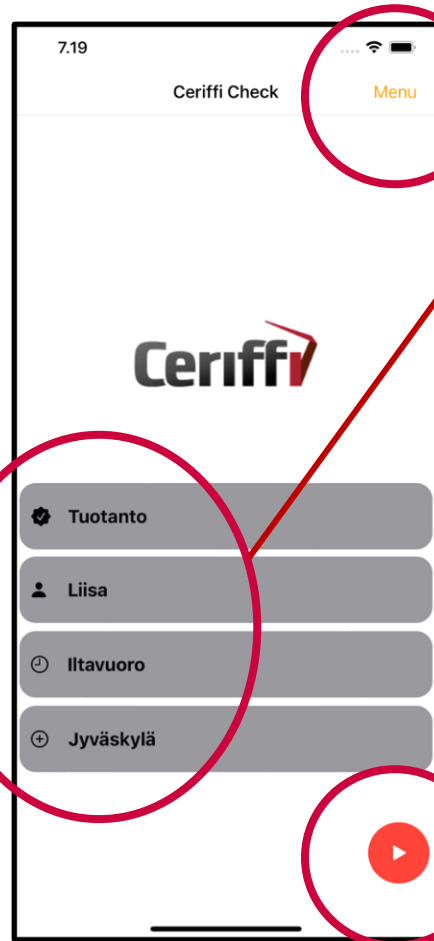 7.19
Ceriffi Check
Menu
Ceriffi
Tuotanto
Liisa
Iltavuoro
Jyväskylä